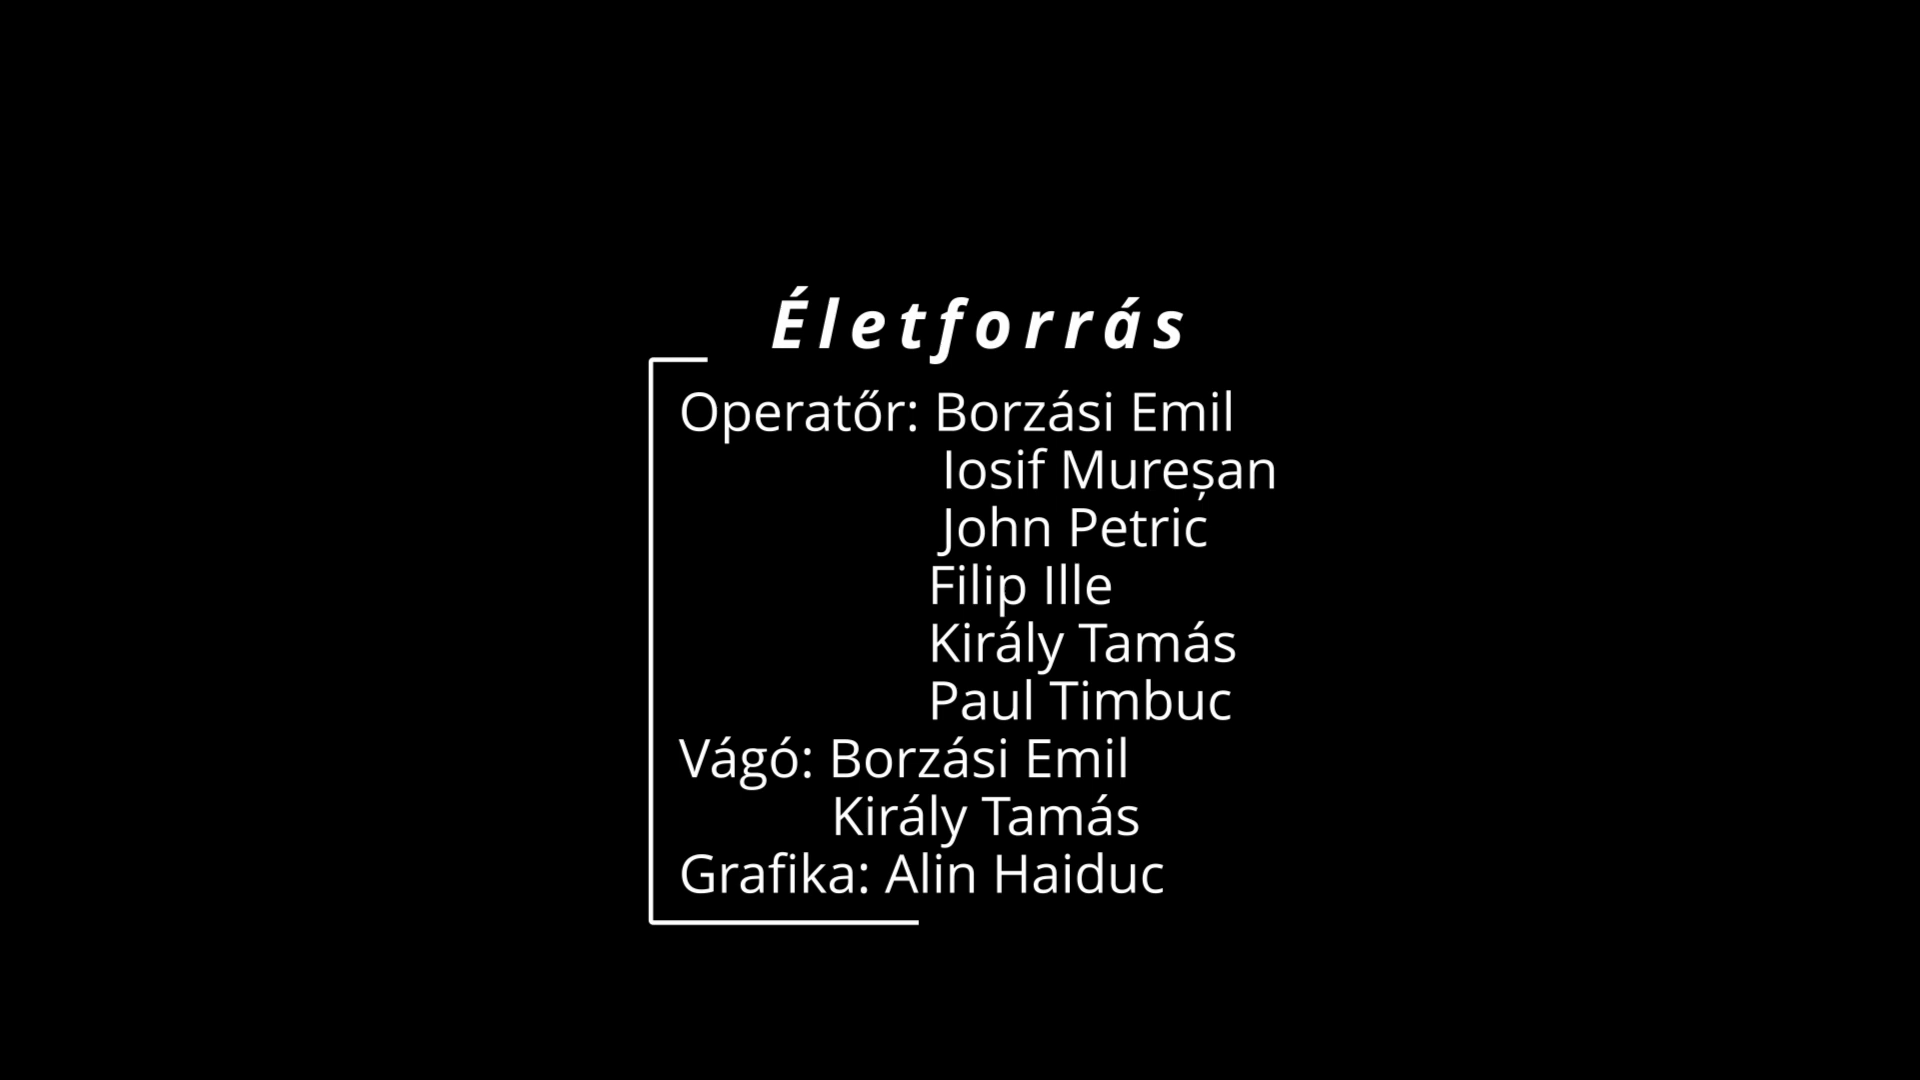 Életforrás
Operatőr: Borzási Emil
Iosif Mureșan
John Petric
Filip Ille
Király Tamás
Paul Timbuc
Vágó: Borzási Emil
Király Tamás
Grafika: Alin Haiduc